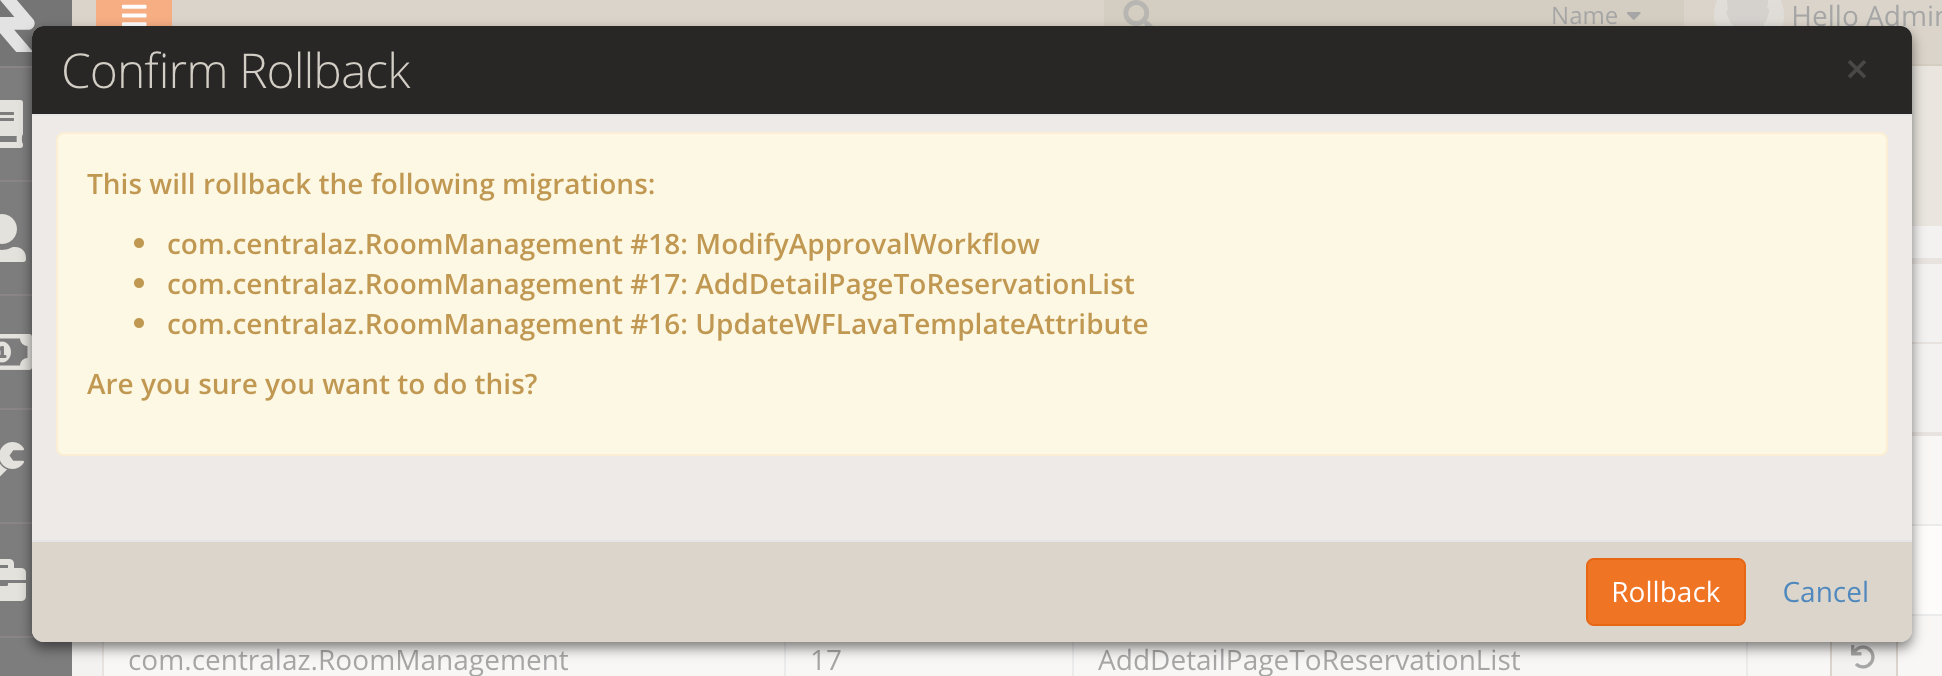 Name
Hello Admin
Confirm Rollback
×
This will rollback the following migrations:
• com.centralaz.RoomManagement #18: ModifyApprovalWorkflow
• com.centralaz.RoomManagement #17: AddDetailPageToReservationList
• com.centralaz.RoomManagement #16: UpdateWFLavaTemplateAttribute
Are you sure you want to do this?
Rollback Cancel
com.centralaz.RoomManagement 17 AddDetailPageToReservationList